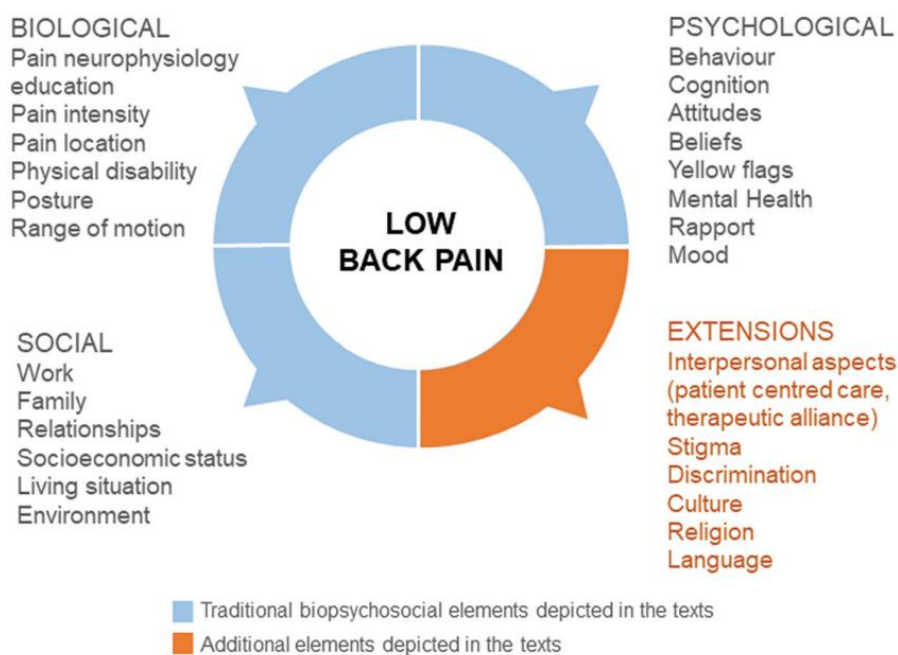 BIOLOGICAL
Pain neurophysiology
education
Pain intensity
Pain location
Physical disability
Posture
Range of motion
PSYCHOLOGICAL
Behaviour
Cognition
Attitudes
Beliefs
Yellow flags
Mental Health
Rapport
Mood
LOW
BACK PAIN
SOCIAL
Work
Family
Relationships
Socioeconomic status
Living situation
Environment
EXTENSIONS
Interpersonal aspects
(patient centred care,
therapeutic alliance)
Stigma
Discrimination
Culture
Religion
Language
Traditional biopsychosocial elements depicted in the texts
Additional elements depicted in the texts